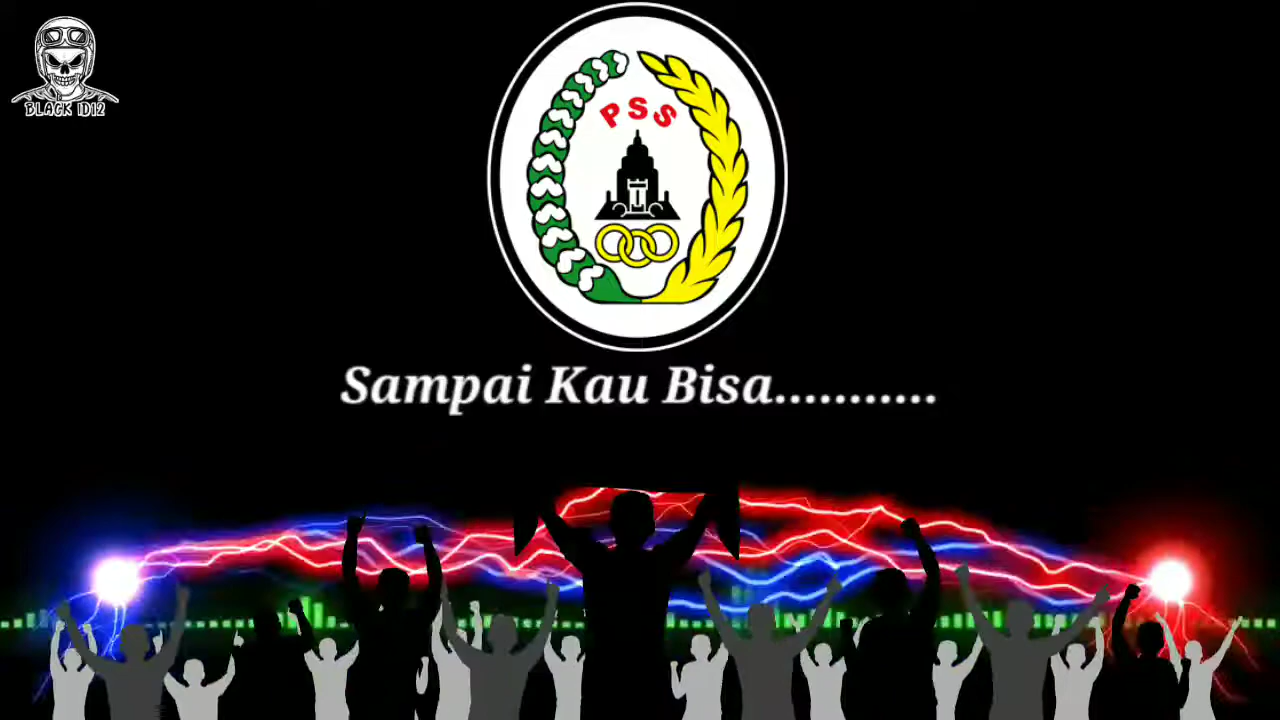 BLACK ID12
PSS
Sampai Kau Bisa...........